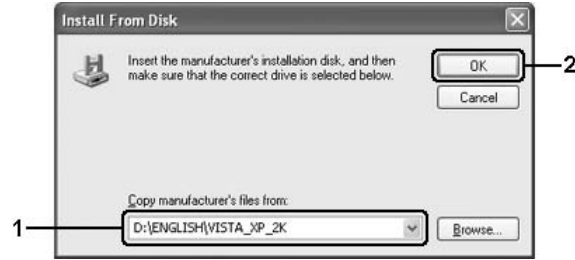 Install From Disk
Insert the manufacturer's installation disk, and then
make sure that the correct drive is selected below.
OK
2
Cancel
Copy manufacturer's files from:
1
D:\ENGLISH\VISTA_XP_2K
Browse...